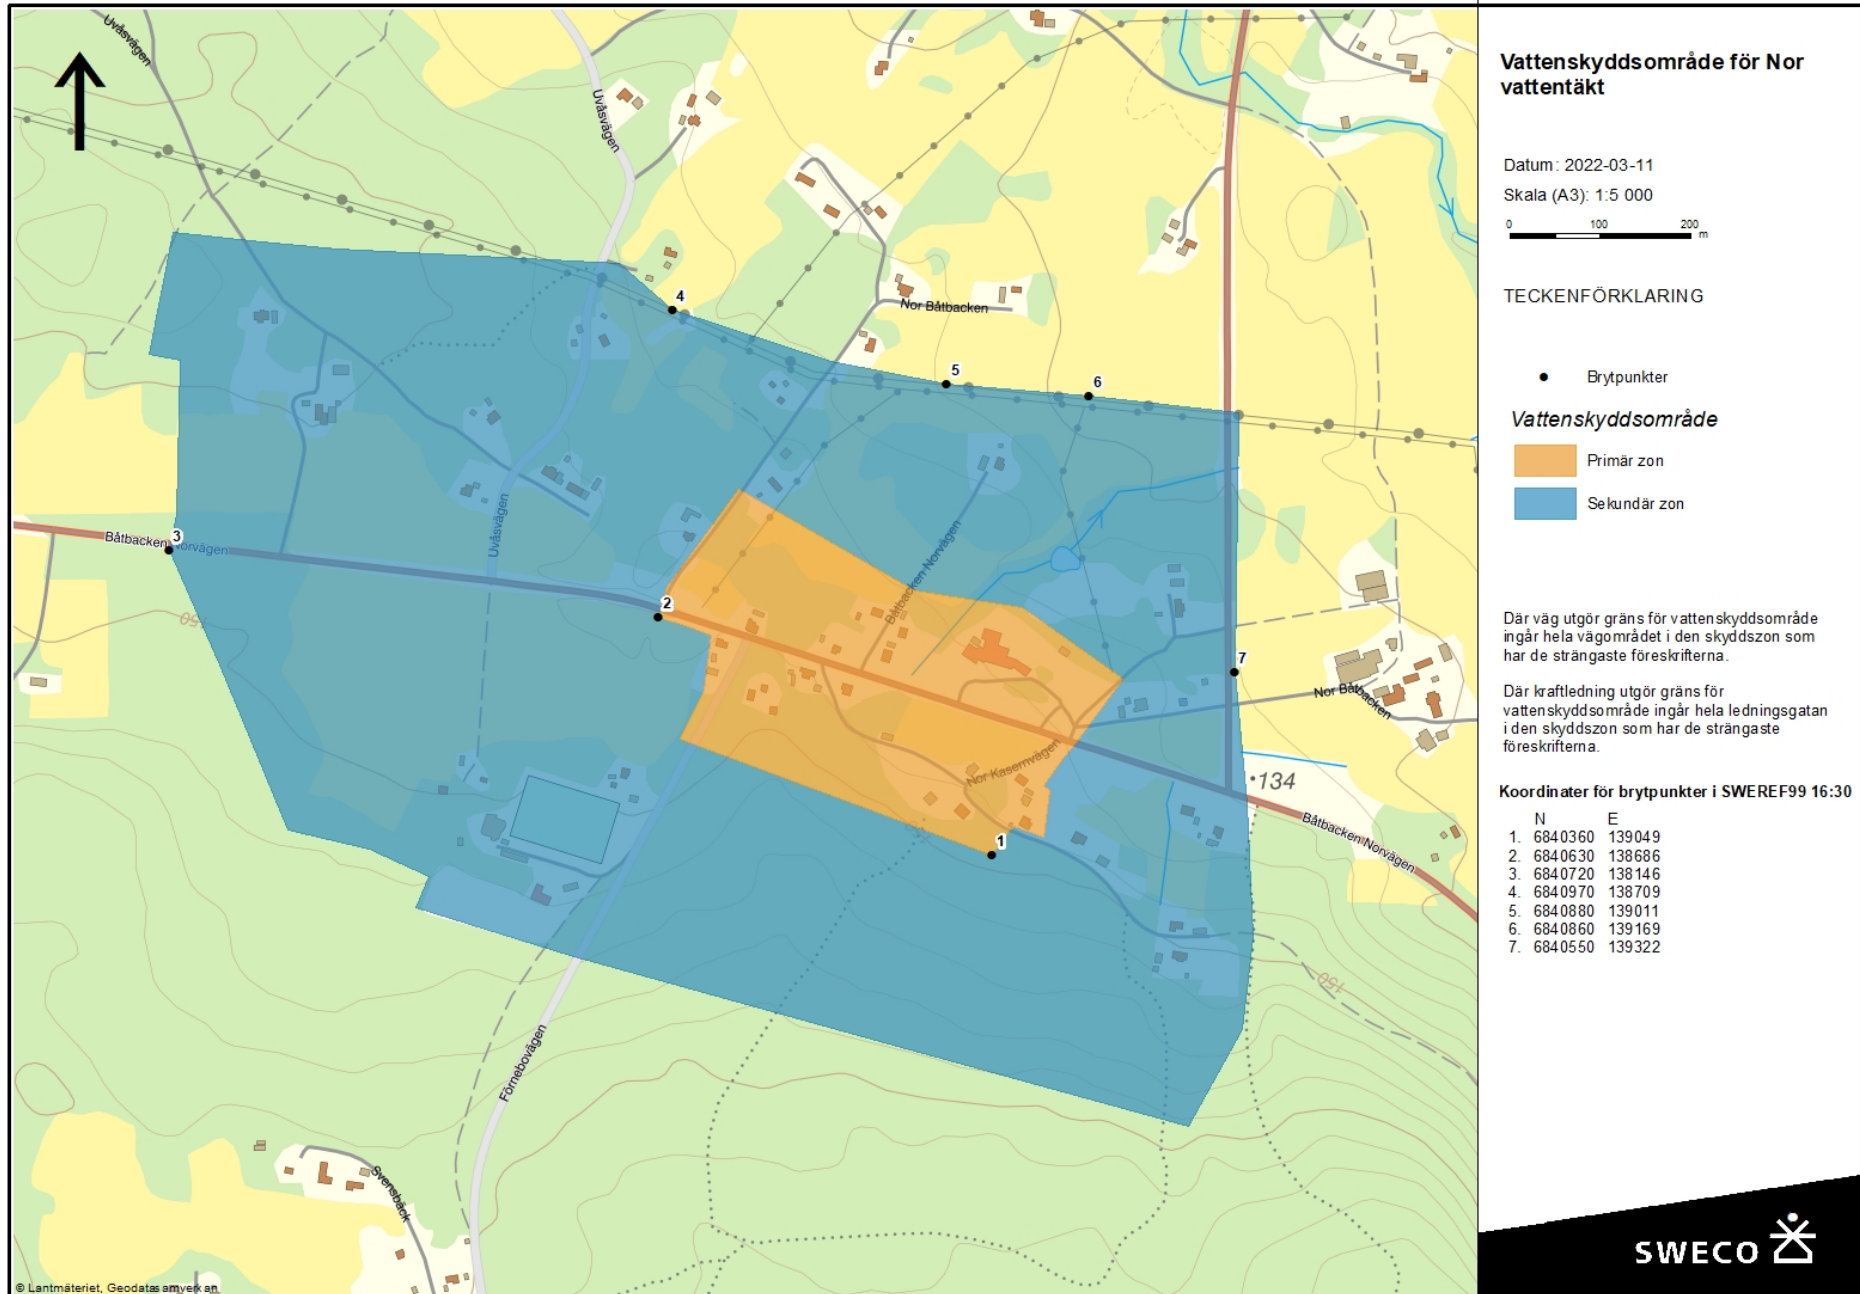 Uvåsvägen
Uvåsvägen
Nor Båtbacken
4
5
6
Båtbacken Norvägen
3
Uvåsvägen
Båtbacken Norvägen
2
150
7
Nor Båtbacken
Nor Kasernvägen
134
1
Båtbacken Norvägen
150
Förnebovägen
Svensbäck
© Lantmäteriet, Geodatasamverkan
Vattenskyddsområde för Nor
vattentäkt
Datum: 2022-03-11
Skala (A3): 1:5 000
0 100 200
m
TECKENFÖRKLARING
Brytpunkter
Vattenskyddsområde
Primär zon
Sekundär zon
Där väg utgör gräns för vattenskyddsområde
ingår hela vägområdet i den skyddszon som
har de strängaste föreskrifterna.
Där kraftledning utgör gräns för
vattenskyddsområde ingår hela ledningsgatan
i den skyddszon som har de strängaste
föreskrifterna.
Koordinater för brytpunkter i SWEREF99 16:30
N E
1. 6840360 139049
2. 6840630 138686
3. 6840720 138146
4. 6840970 138709
5. 6840880 139011
6. 6840860 139169
7. 6840550 139322
SWECO